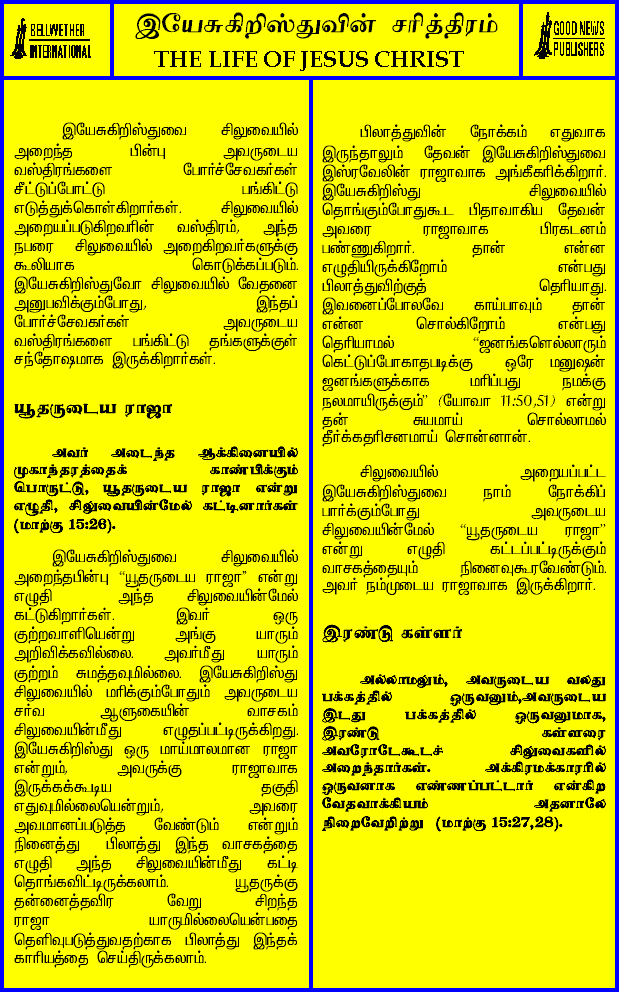 BELLWETHER
INTERNATIONAL
இயேசுகிறிஸ்துவின் சரித்திரம்
THE LIFE OF JESUS CHRIST
GOOD NEWS
PUBLISHERS
இயேசுகிறிஸ்துவை சிலுவையில்
அறைந்த பின்பு அவருடைய
வஸ்திரங்களை போர்ச்சேவகர்கள்
சீட்டுப்போட்டு பங்கிட்டு
எடுத்துக்கொள்கிறார்கள். சிலுவையில்
அறையப்படுகிறவரின் வஸ்திரம், அந்த
நபரை சிலுவையில் அறைகிறவர்களுக்கு
கூலியாக கொடுக்கப்படும்.
இயேசுகிறிஸ்துவோ சிலுவையில் வேதனை
அனுபவிக்கும்போது, இந்தப்
போர்ச்சேவகர்கள் அவருடைய
வஸ்திரங்களை பங்கிட்டு தங்களுக்குள்
சந்தோஷமாக இருக்கிறார்கள்.
யூதருடைய ராஜா
அவர் அடைந்த ஆக்கினையில்
முகாந்தரத்தைக் காண்பிக்கும்
பொருட்டு, யூதருடைய ராஜா என்று
எழுதி, சிலுவையின்மேல் கட்டினார்கள்
(மாற்கு 15:26).
இயேசுகிறிஸ்துவை சிலுவையில்
அறைந்தபின்பு “யூதருடைய ராஜா” என்று
எழுதி அந்த சிலுவையின்மேல்
கட்டுகிறார்கள். இவர் ஒரு
குற்றவாளியென்று அங்கு யாரும்
அறிவிக்கவில்லை. அவர்மீது யாரும்
குற்றம் சுமத்தவுமில்லை. இயேசுகிறிஸ்து
சிலுவையில் மரிக்கும்போதும் அவருடைய
சர்வ ஆளுகையின் வாசகம்
சிலுவையின்மீது எழுதப்பட்டிருக்கிறது.
இயேசுகிறிஸ்து ஒரு மாய்மாலமான ராஜா
என்றும், அவருக்கு ராஜாவாக
இருக்கக்கூடிய தகுதி
எதுவுமில்லையென்றும், அவரை
அவமானப்படுத்த வேண்டும் என்றும்
நினைத்து பிலாத்து இந்த வாசகத்தை
எழுதி அந்த சிலுவையின்மீது கட்டி
தொங்கவிட்டிருக்கலாம். யூதருக்கு
தன்னைத்தவிர வேறு சிறந்த
ராஜா யாருமில்லையென்பதை
தெளிவுபடுத்துவதற்காக பிலாத்து இந்தக்
காரியத்தை செய்திருக்கலாம்.
பிலாத்துவின் நோக்கம் எதுவாக
இருந்தாலும் தேவன் இயேசுகிறிஸ்துவை
இஸ்ரவேலின் ராஜாவாக அங்கீகரிக்கிறார்.
இயேசுகிறிஸ்து சிலுவையில்
தொங்கும்போதுகூட பிதாவாகிய தேவன்
அவரை ராஜாவாக பிரகடனம்
பண்ணுகிறார். தான் என்ன
எழுதியிருக்கிறோம் என்பது
பிலாத்துவிற்குத் தெரியாது.
இவனைப்போலவே காய்பாவும் தான்
என்ன சொல்கிறோம் என்பது
தெரியாமல் “ஜனங்களெல்லாரும்
கெட்டுப்போகாதபடிக்கு ஒரே மனுஷன்
ஜனங்களுக்காக மரிப்பது நமக்கு
நலமாயிருக்கும்” (யோவா 11:50,51) என்று
தன் சுயமாய் சொல்லாமல்
தீர்க்கதரிசனமாய் சொன்னான்.
சிலுவையில் அறையப்பட்ட
இயேசுகிறிஸ்துவை நாம் நோக்கிப்
பார்க்கும்போது அவருடைய
சிலுவையின்மேல் “யூதருடைய ராஜா”
என்று எழுதி கட்டப்பட்டிருக்கும்
வாசகத்தையும் நினைவுகூரவேண்டும்.
அவர் நம்முடைய ராஜாவாக இருக்கிறார்.
இரண்டு கள்ளர்
அல்லாமலும், அவருடைய வலது
பக்கத்தில் ஒருவனும்,அவருடைய
இடது பக்கத்தில் ஒருவனுமாக,
இரண்டு கள்ளரை
அவரோடேகூடச் சிலுவைகளில்
அறைந்தார்கள். அக்கிரமக்காரரில்
ஒருவனாக எண்ணப்பட்டார் என்கிற
வேதவாக்கியம் அதனாலே
நிறைவேறிற்று (மாற்கு 15:27,28).